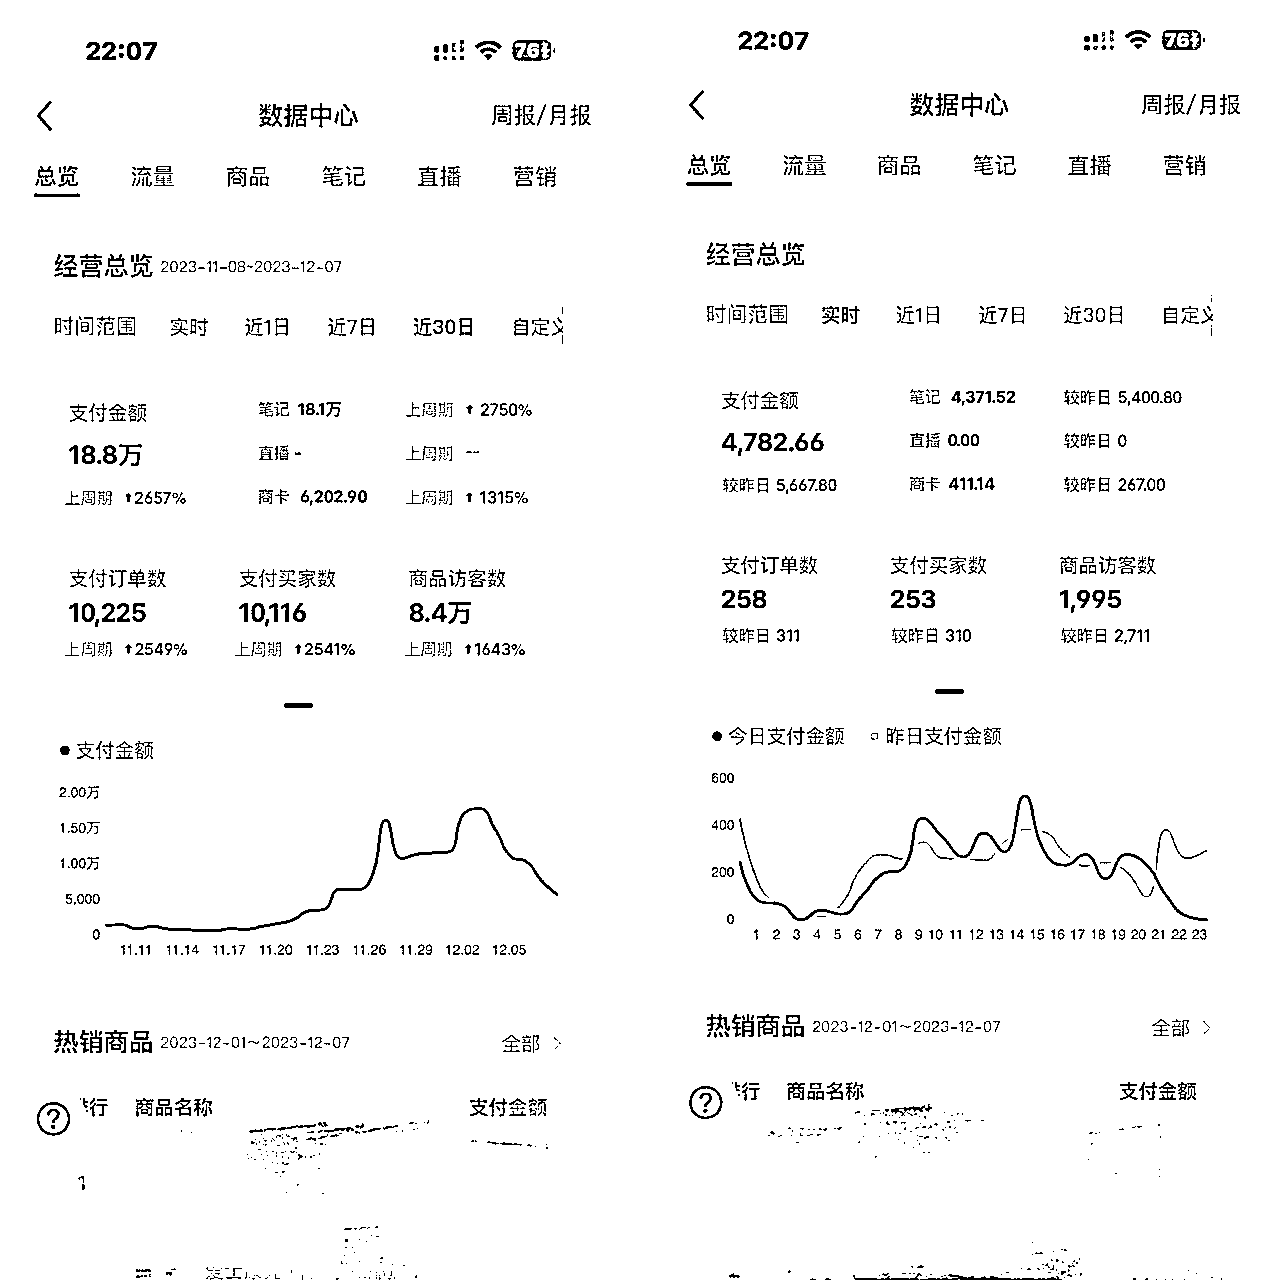 22:07
76
数据中心
周报/月报
总览 流量 商品 笔记 直播 营销
经营总览 2023-11-08~2023-12-07
时间范围 实时 近1日 近7日 近30日 自定义
支付金额
18.8万
上周期 ⬆2657%
笔记 18.1万 上周期 ⬆ 2750%
直播 - 上周期 --
商卡 6,202.90 上周期 ⬆ 1315%
支付订单数 支付买家数 商品访客数
10,225 10,116 8.4万
上周期 ⬆2549% 上周期 ⬆2541% 上周期 ⬆1643%
● 支付金额
2.00万
1.50万
1.00万
5,000
0
11.11 11.14 11.17 11.20 11.23 11.26 11.29 12.02 12.05
热销商品 2023-12-01~2023-12-07 全部 >
行 商品名称 支付金额
1
22:07
76
数据中心
周报/月报
总览 流量 商品 笔记 直播 营销
经营总览
时间范围 实时 近1日 近7日 近30日 自定义
支付金额
4,782.66
较昨日 5,667.80
笔记 4,371.52 较昨日 5,400.80
直播 0.00 较昨日 0
商卡 411.14 较昨日 267.00
支付订单数 支付买家数 商品访客数
258 253 1,995
较昨日 311 较昨日 310 较昨日 2,711
● 今日支付金额 昨日支付金额
600
400
200
0
1 2 3 4 5 6 7 8 9 10 11 12 13 14 15 16 17 18 19 20 21 22 23
热销商品 2023-12-01~2023-12-07 全部 >
行 商品名称 支付金额